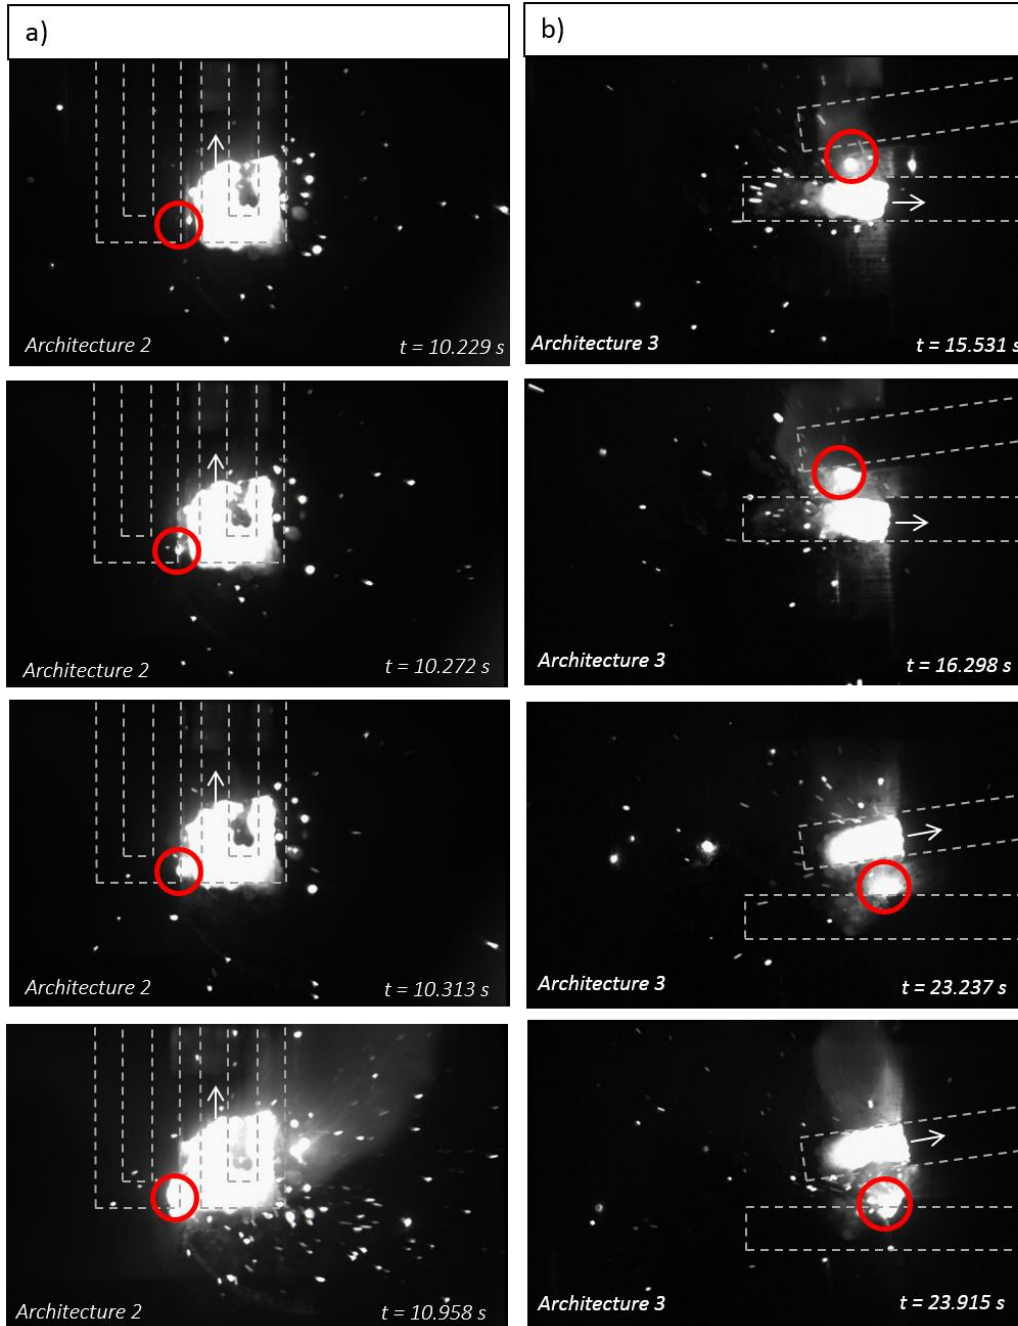 a)
Architecture 2
t = 10.229 s
Architecture 2
t = 10.272 s
Architecture 2
t = 10.313 s
Architecture 2
t = 10.958 s
b)
Architecture 3
t = 15.531 s
Architecture 3
t = 16.298 s
Architecture 3
t = 23.237 s
Architecture 3
t = 23.915 s